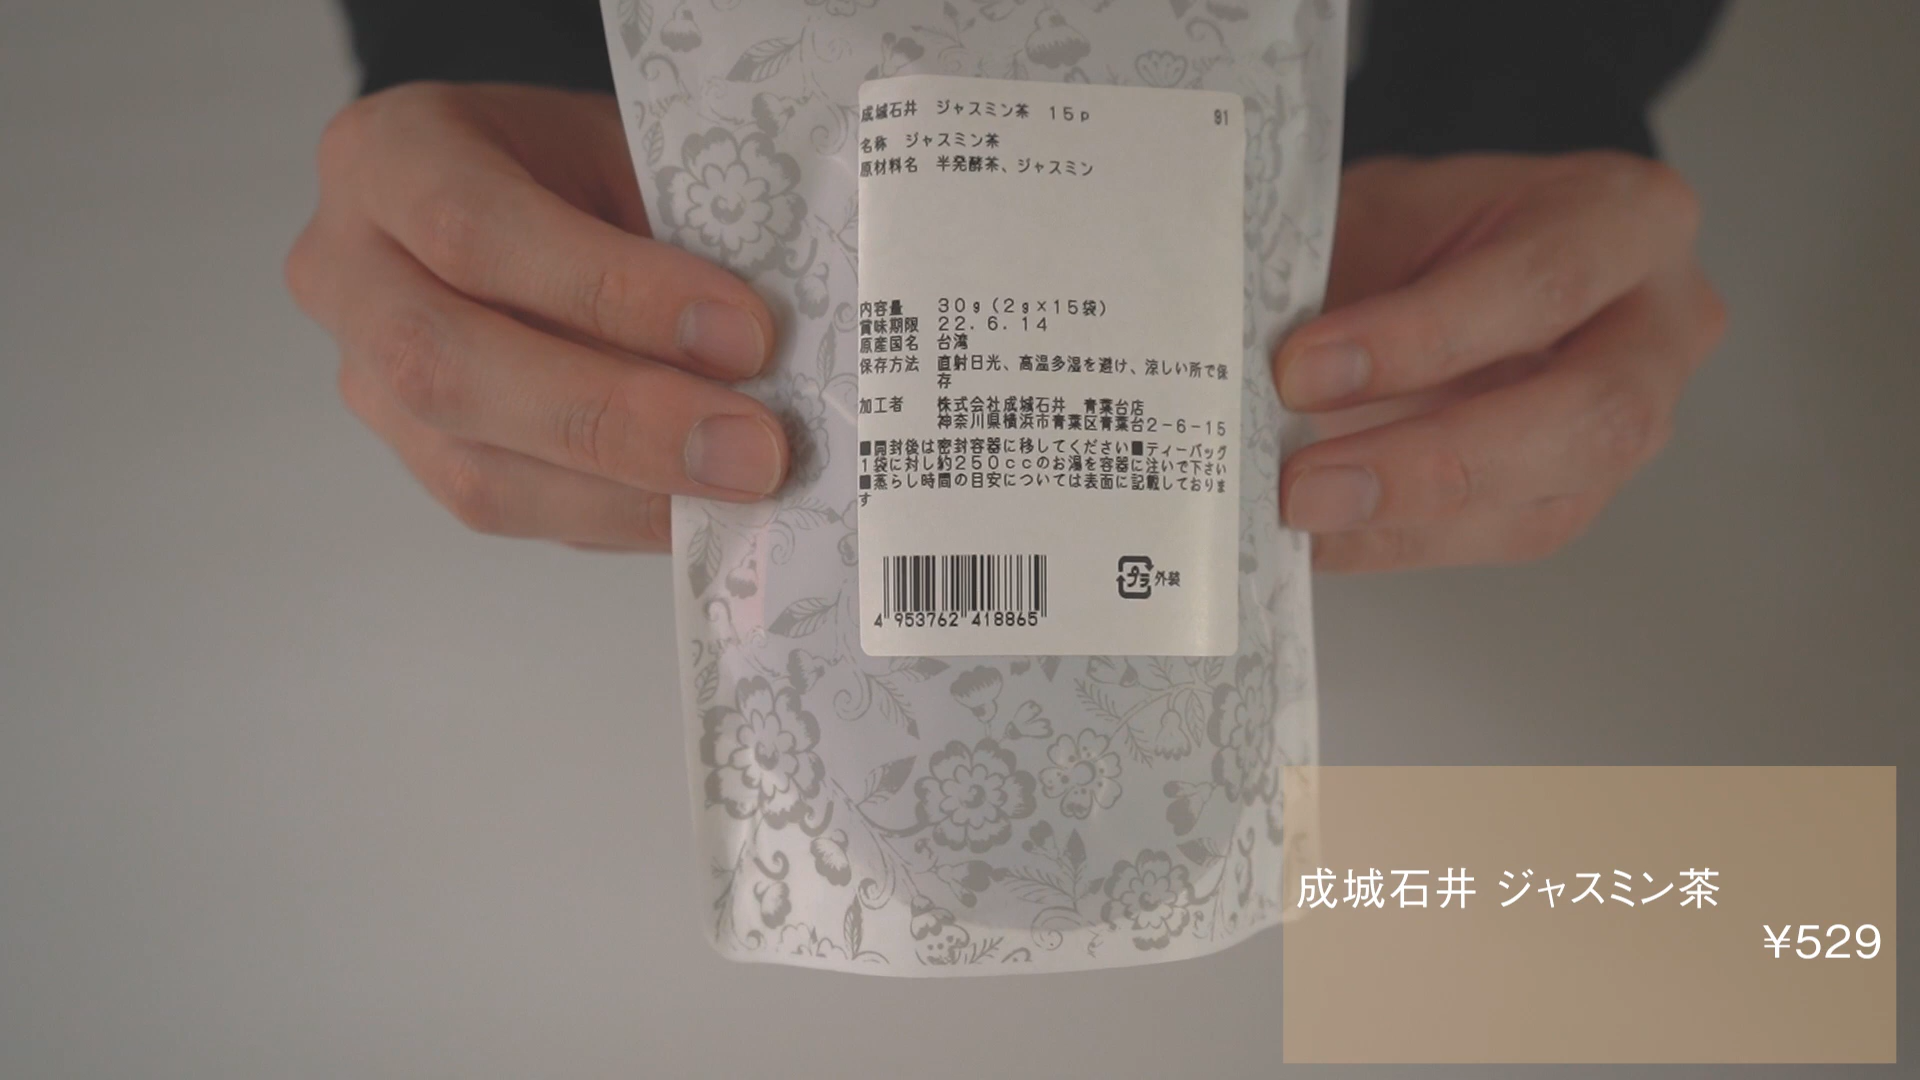 成城石井 ジャスミン茶 15p 91
名称 ジャスミン茶
原材料名 半発酵茶、ジャスミン
内容量 30g(2g×15袋)
賞味期限 22.6.14
原産国名 台湾
保存方法 直射日光、高温多湿を避け、涼しい所で保
存
加工者 株式会社成城石井 青葉台店
神奈川県横浜市青葉区青葉台2-6-15
■開封後は密封容器に移してください■ティーバッグ
1袋に対し約250ccのお湯を容器に注いで下さい
■蒸らし時間の目安については表面に記載しておりま
す
プラ 外装
4 953762 418865
成城石井 ジャスミン茶
¥529